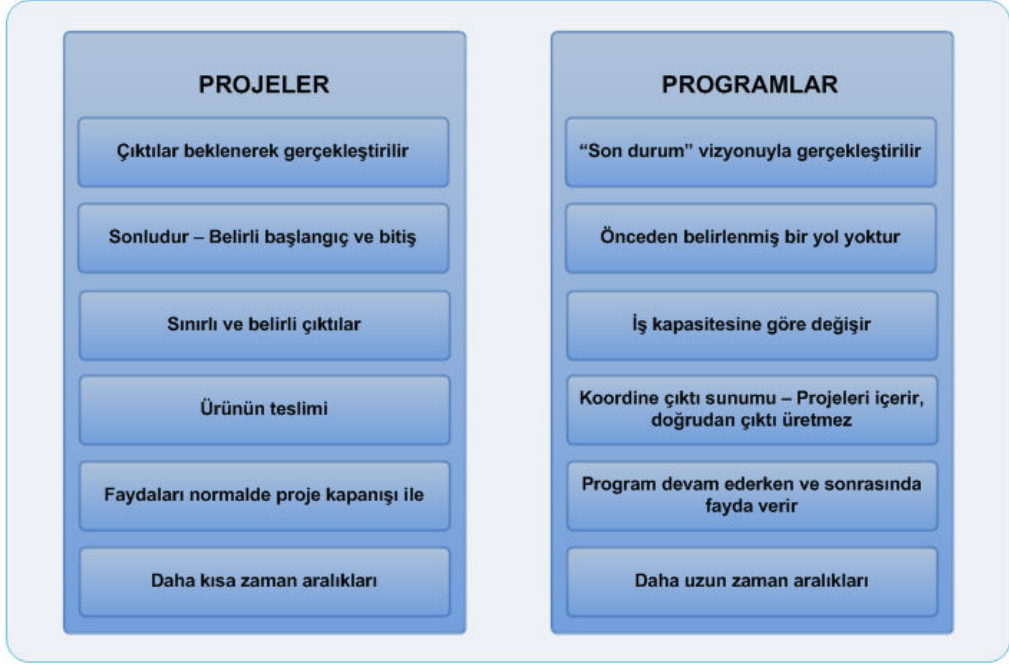 PROJELER
Çıktılar beklenerek gerçekleştirilir
Sonludur – Belirli başlangıç ve bitiş
Sınırlı ve belirli çıktılar
Ürünün teslimi
Faydaları normalde proje kapanışı ile
Daha kısa zaman aralıkları
PROGRAMLAR
“Son durum” vizyonuyla gerçekleştirilir
Önceden belirlenmiş bir yol yoktur
İş kapasitesine göre değişir
Koordine çıktı sunumu – Projeleri içerir,
doğrudan çıktı üretmez
Program devam ederken ve sonrasında
fayda verir
Daha uzun zaman aralıkları